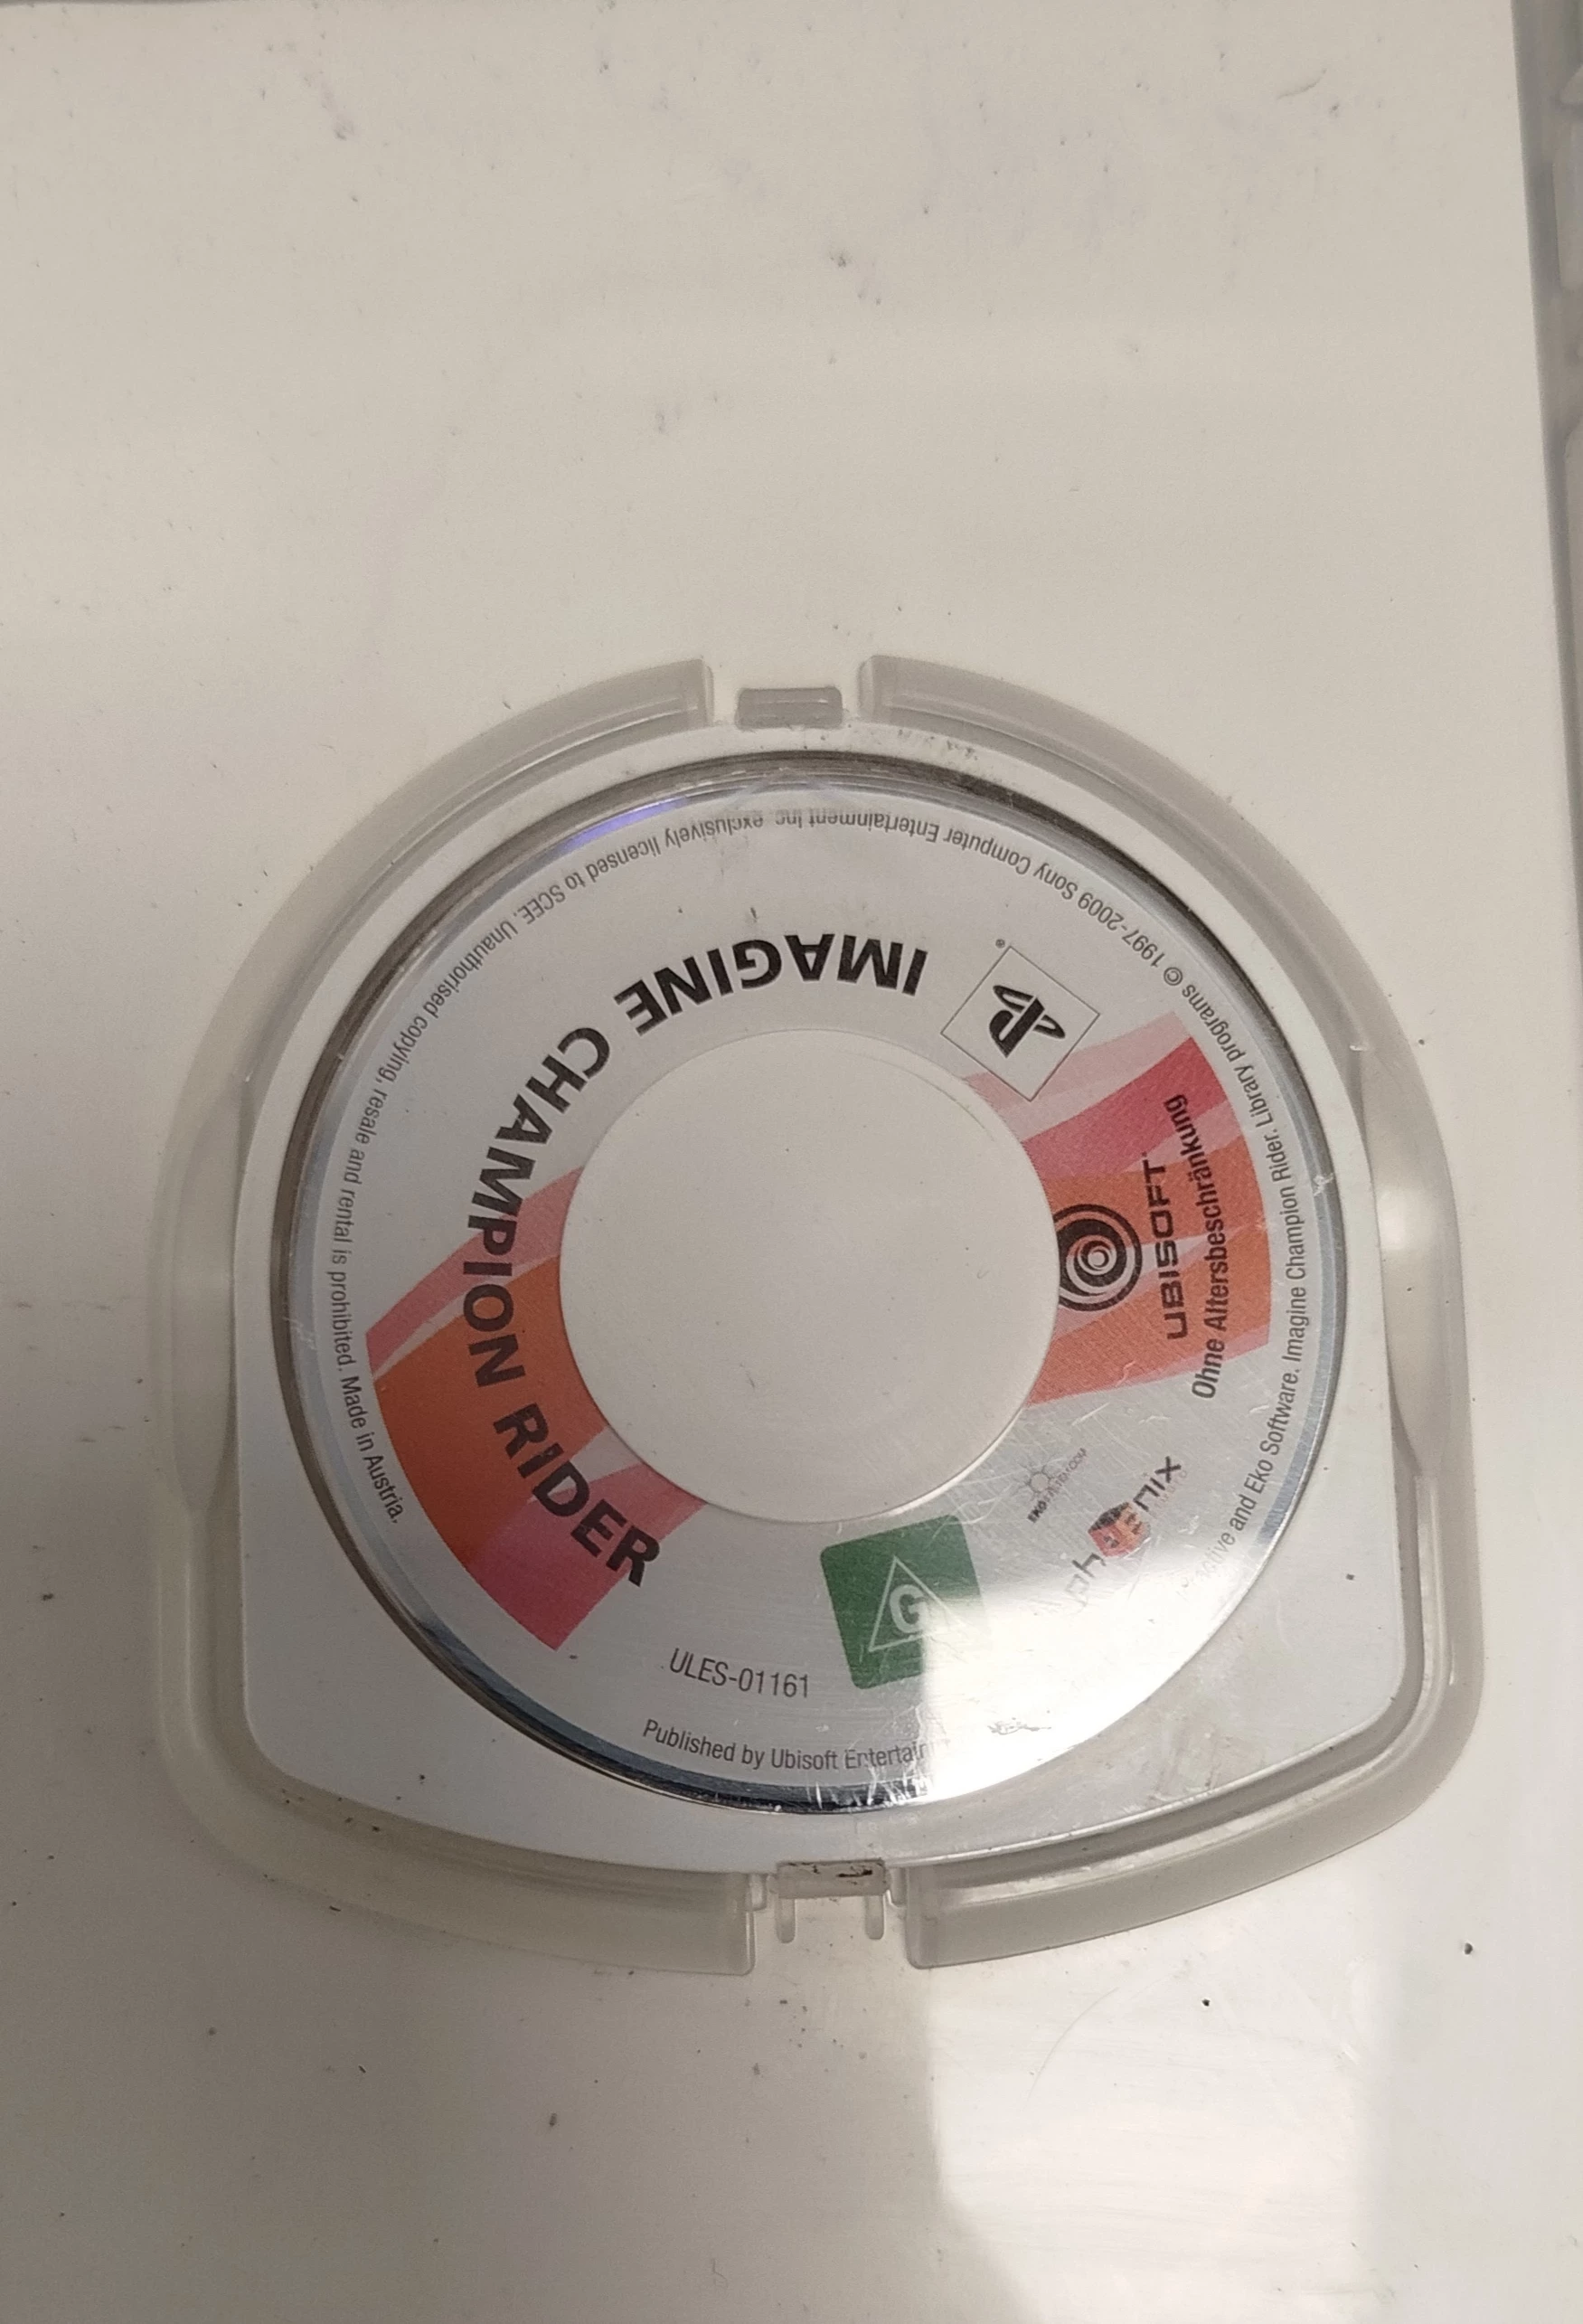 IMAGINE CHAMPION RIDER
UBISOFT
Ohne Altersbeschränkung
phoenix
G
ULES-01161
Published by Ubisoft
and Eko Software. Imagine Champion Rider. Library programs © 1997-2009 Sony Computer Entertainment Inc. exclusively licensed to SCEE. Unauthorised copying, resale and rental is prohibited. Made in Austria.